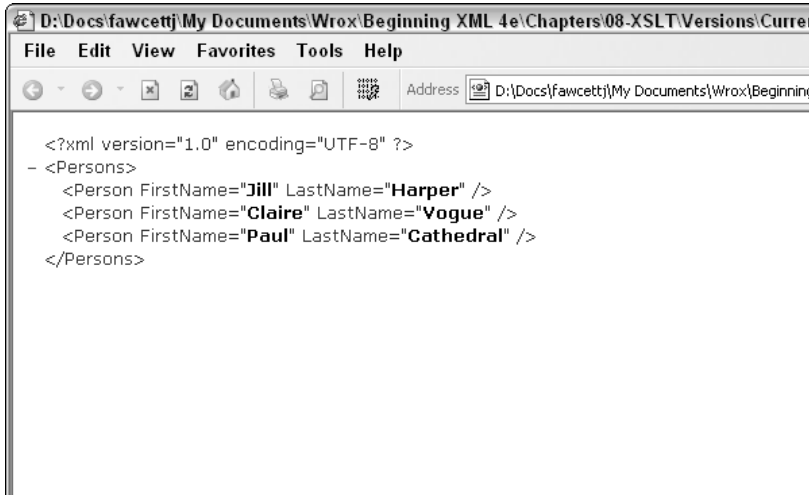 D:\Docs\fawcettj\My Documents\Wrox\Beginning XML 4e\Chapters\08-XSLT\Versions\Curre
File Edit View Favorites Tools Help
Address D:\Docs\fawcettj\My Documents\Wrox\Beginning
<?xml version="1.0" encoding="UTF-8" ?>
– <Persons>
<Person FirstName="Jill" LastName="Harper" />
<Person FirstName="Claire" LastName="Vogue" />
<Person FirstName="Paul" LastName="Cathedral" />
</Persons>